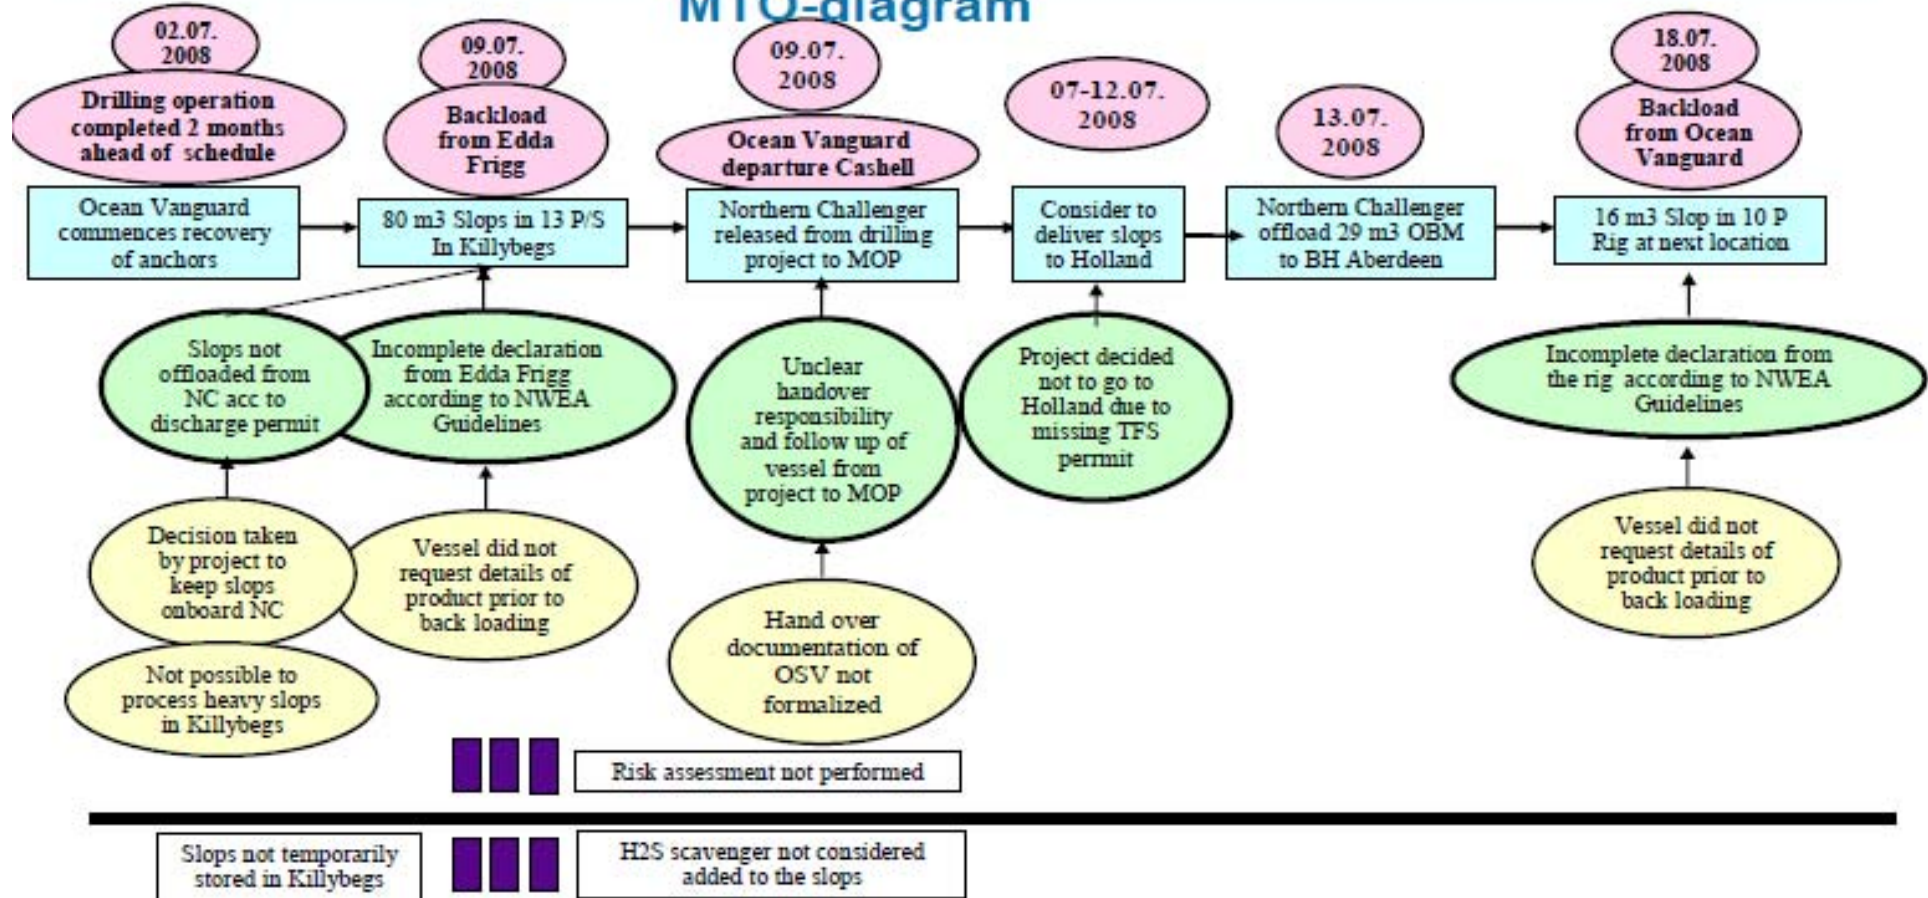 MTO-diagram
02.07.
2008
Drilling operation
completed 2 months
ahead of schedule
Ocean Vanguard
commences recovery
of anchors
09.07.
2008
Backload
from Edda
Frigg
80 m3 Slops in 13 P/S
In Killybegs
09.07.
2008
Ocean Vanguard
departure Cashell
Northern Challenger
released from drilling
project to MOP
07-12.07.
2008
Consider to
deliver slops
to Holland
13.07.
2008
Northern Challenger
offload 29 m3 OBM
to BH Aberdeen
18.07.
2008
Backload
from Ocean
Vanguard
16 m3 Slop in 10 P
Rig at next location
Slops not
offloaded from
NC acc to
discharge permit
Incomplete declaration
from Edda Frigg
according to NWEA
Guidelines
Unclear
handover
responsibility
and follow up of
vessel from
project to MOP
Project decided
not to go to
Holland due to
missing TFS
perrmit
Incomplete declaration from
the rig according to NWEA
Guidelines
Decision taken
by project to
keep slops
onboard NC
Not possible to
process heavy slops
in Killybegs
Vessel did not
request details of
product prior to
back loading
Hand over
documentation of
OSV not
formalized
Vessel did not
request details of
product prior to
back loading
Risk assessment not performed
Slops not temporarily
stored in Killybegs
H2S scavenger not considered
added to the slops